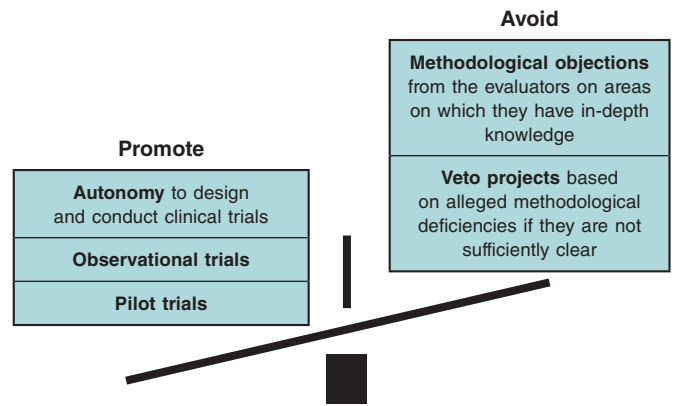 Promote
Autonomy to design
and conduct clinical trials
Observational trials
Pilot trials
Avoid
Methodological objections
from the evaluators on areas
on which they have in-depth
knowledge
Veto projects based
on alleged methodological
deficiencies if they are not
sufficiently clear